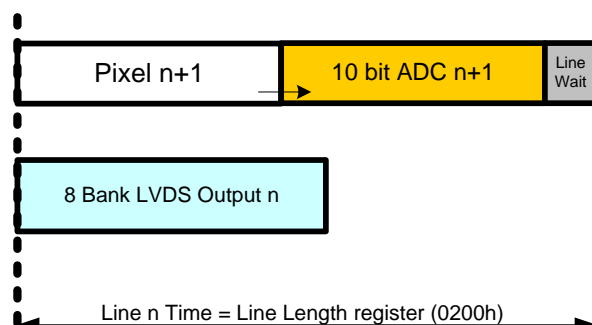 Pixel n+1
10 bit ADC n+1
Line
Wait
8 Bank LVDS Output n
Line n Time = Line Length register (0200h)